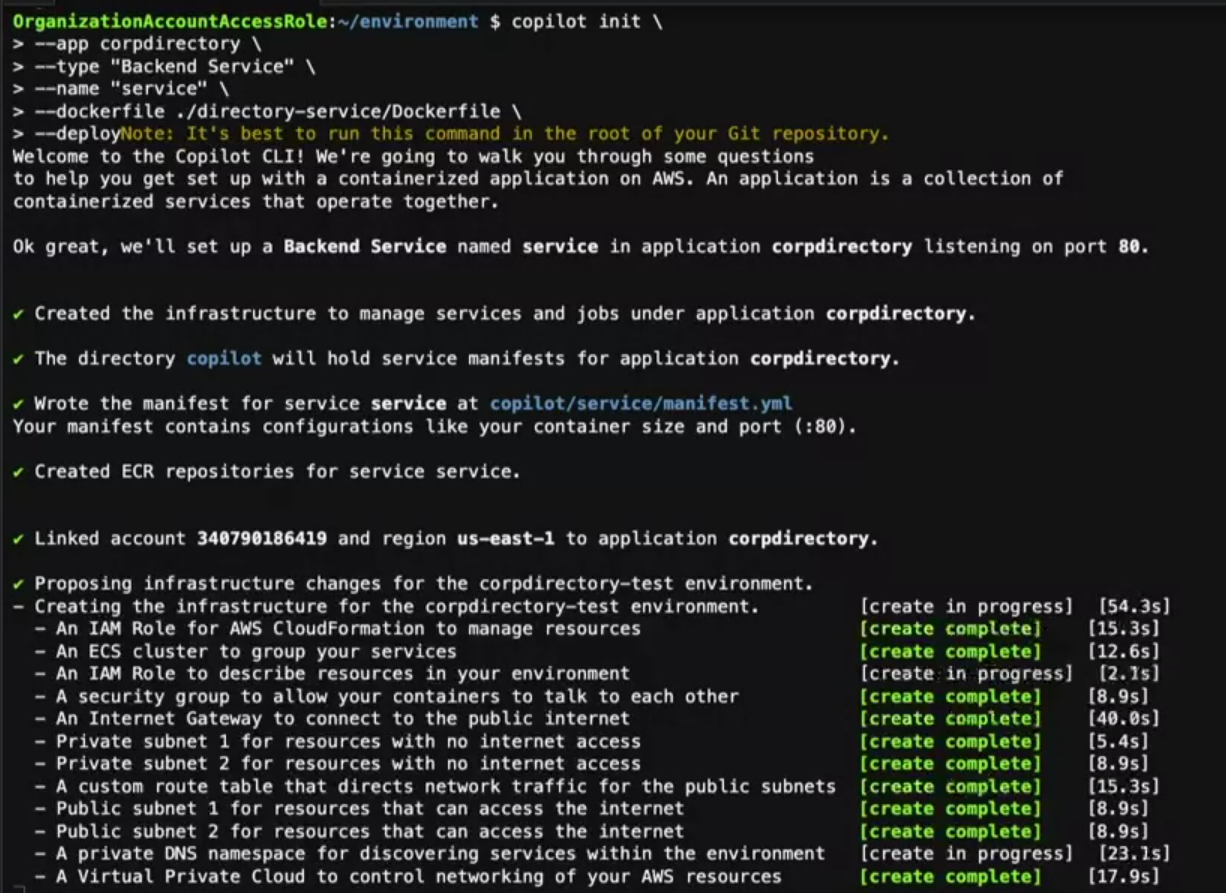 OrganizationAccountAccessRole:~/environment $ copilot init \
> --app corpdirectory \
> --type "Backend Service" \
> --name "service" \
> --dockerfile ./directory-service/Dockerfile \
> --deployNote: It's best to run this command in the root of your Git repository.
Welcome to the Copilot CLI! We're going to walk you through some questions
to help you get set up with a containerized application on AWS. An application is a collection of
containerized services that operate together.
Ok great, we'll set up a Backend Service named service in application corpdirectory listening on port 80.
✔ Created the infrastructure to manage services and jobs under application corpdirectory.
✔ The directory copilot will hold service manifests for application corpdirectory.
✔ Wrote the manifest for service service at copilot/service/manifest.yml
Your manifest contains configurations like your container size and port (:80).
✔ Created ECR repositories for service service.
✔ Linked account 340790186419 and region us-east-1 to application corpdirectory.
✔ Proposing infrastructure changes for the corpdirectory-test environment.
- Creating the infrastructure for the corpdirectory-test environment. [create in progress] [54.3s]
- An IAM Role for AWS CloudFormation to manage resources [create complete] [15.3s]
- An ECS cluster to group your services [create complete] [12.6s]
- An IAM Role to describe resources in your environment [create in progress] [2.1s]
- A security group to allow your containers to talk to each other [create complete] [8.9s]
- An Internet Gateway to connect to the public internet [create complete] [40.0s]
- Private subnet 1 for resources with no internet access [create complete] [5.4s]
- Private subnet 2 for resources with no internet access [create complete] [8.9s]
- A custom route table that directs network traffic for the public subnets [create complete] [15.3s]
- Public subnet 1 for resources that can access the internet [create complete] [8.9s]
- Public subnet 2 for resources that can access the internet [create complete] [8.9s]
- A private DNS namespace for discovering services within the environment [create in progress] [23.1s]
- A Virtual Private Cloud to control networking of your AWS resources [create complete] [17.9s]